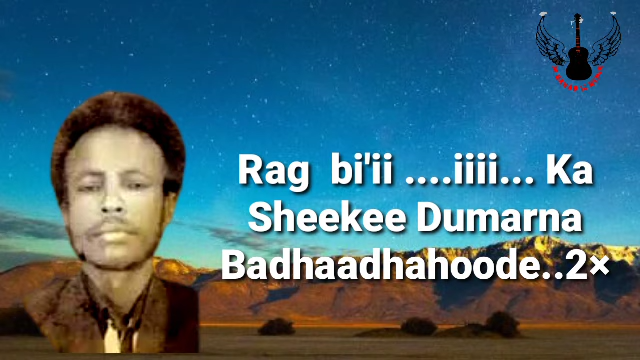 Rag  bi'ii ....iiii... Ka
Sheekee Dumarna
Badhaadhahoode..2×